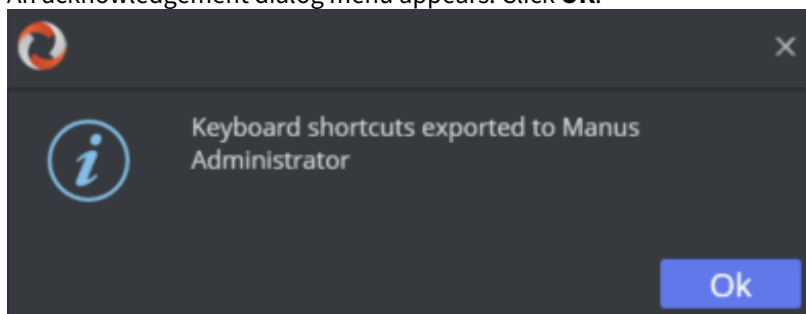 An acknowledgement dialog menu appears. Click OK.
Keyboard shortcuts exported to Manus
Administrator
Ok